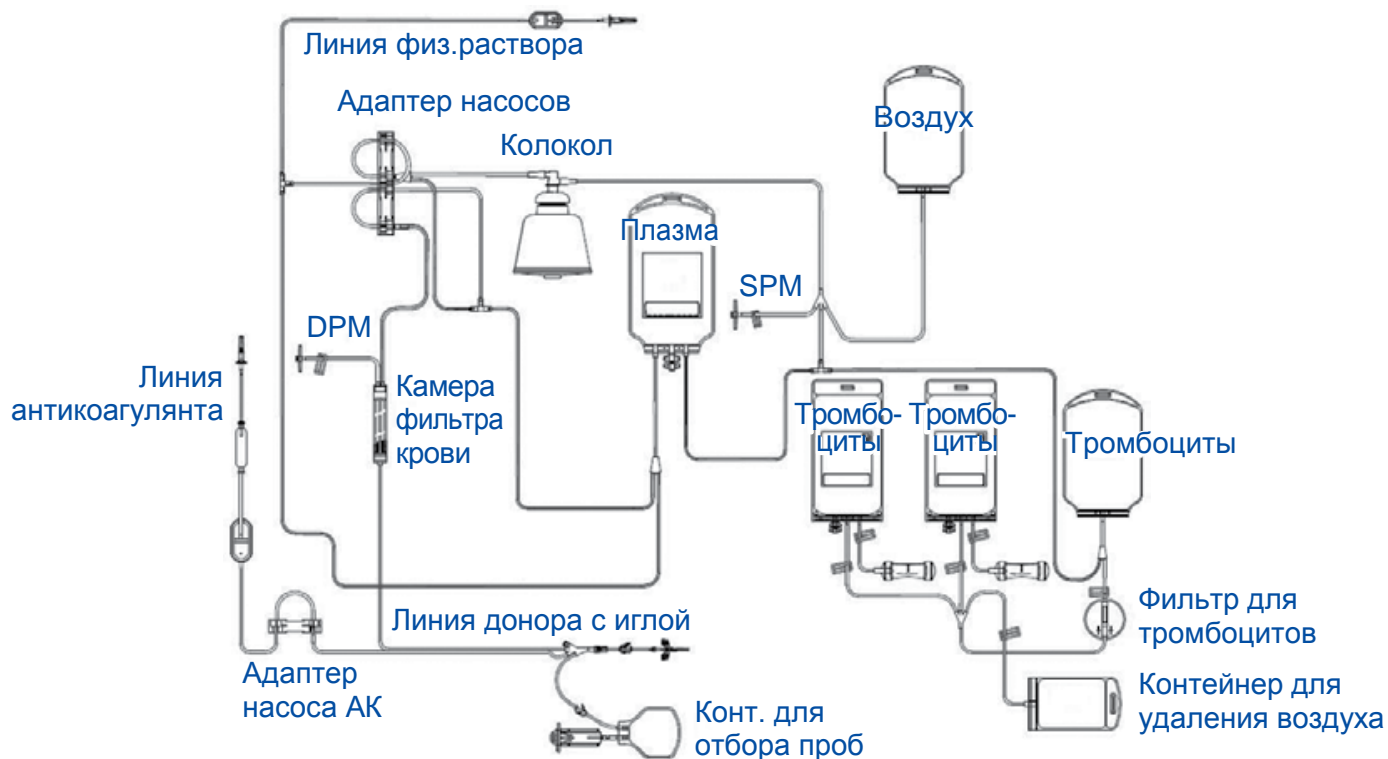 Линия физ.раствора
Адаптер насосов
Колокол
Воздух
Плазма
SPM
DPM
Линия
антикоагулянта
Камера
фильтра
крови
Тромбо-
циты
Тромбо-
циты
Тромбоциты
Линия донора с иглой
Фильтр для
тромбоцитов
Адаптер
насоса АК
Конт. для
отбора проб
Контейнер для
удаления воздуха